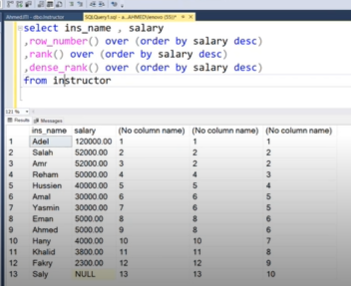 SQLQuery1.sql - a...AHMED\lenovo (55))*
select ins_name , salary
,row_number() over (order by salary desc)
,rank() over (order by salary desc)
,dense_rank() over (order by salary desc)
from instructor
121 %
Results Messages
ins_name salary (No column name) (No column name) (No column name)
1 Adel 120000.00 1 1 1
2 Salah 52000.00 2 2 2
3 Amr 52000.00 3 2 2
4 Reham 50000.00 4 4 3
5 Hussien 40000.00 5 5 4
6 Amal 30000.00 6 6 5
7 Yasmin 30000.00 7 6 5
8 Eman 5000.00 8 8 6
9 Ahmed 5000.00 9 8 6
10 Hany 4000.00 10 10 7
11 Khalid 3800.00 11 11 8
12 Fakry 2300.00 12 12 9
13 Saly NULL 13 13 10